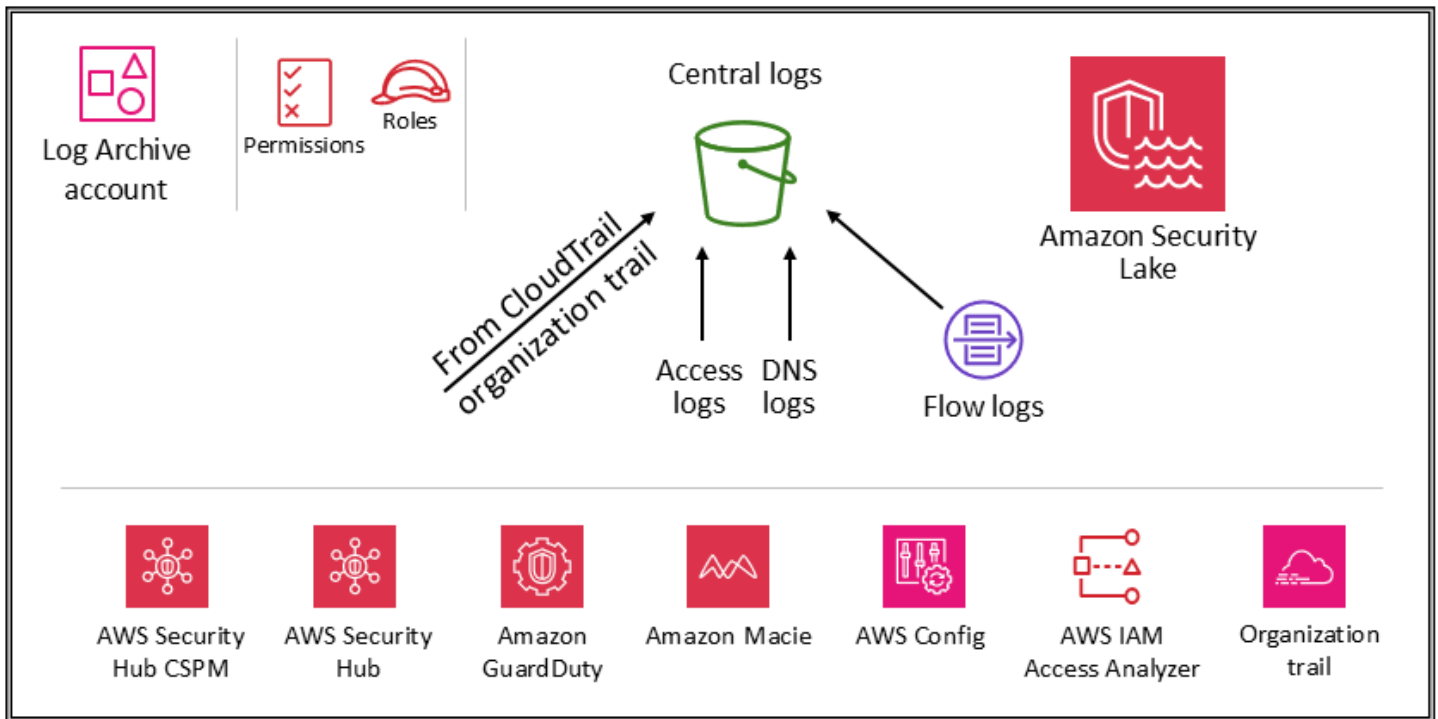 Log Archive
account
Permissions
Roles
Central logs
Amazon Security
Lake
From CloudTrail
organization trail
Access
logs
DNS
logs
Flow logs
AWS Security
Hub CSPM
AWS Security
Hub
Amazon
GuardDuty
Amazon Macie
AWS Config
AWS IAM
Access Analyzer
Organization
trail